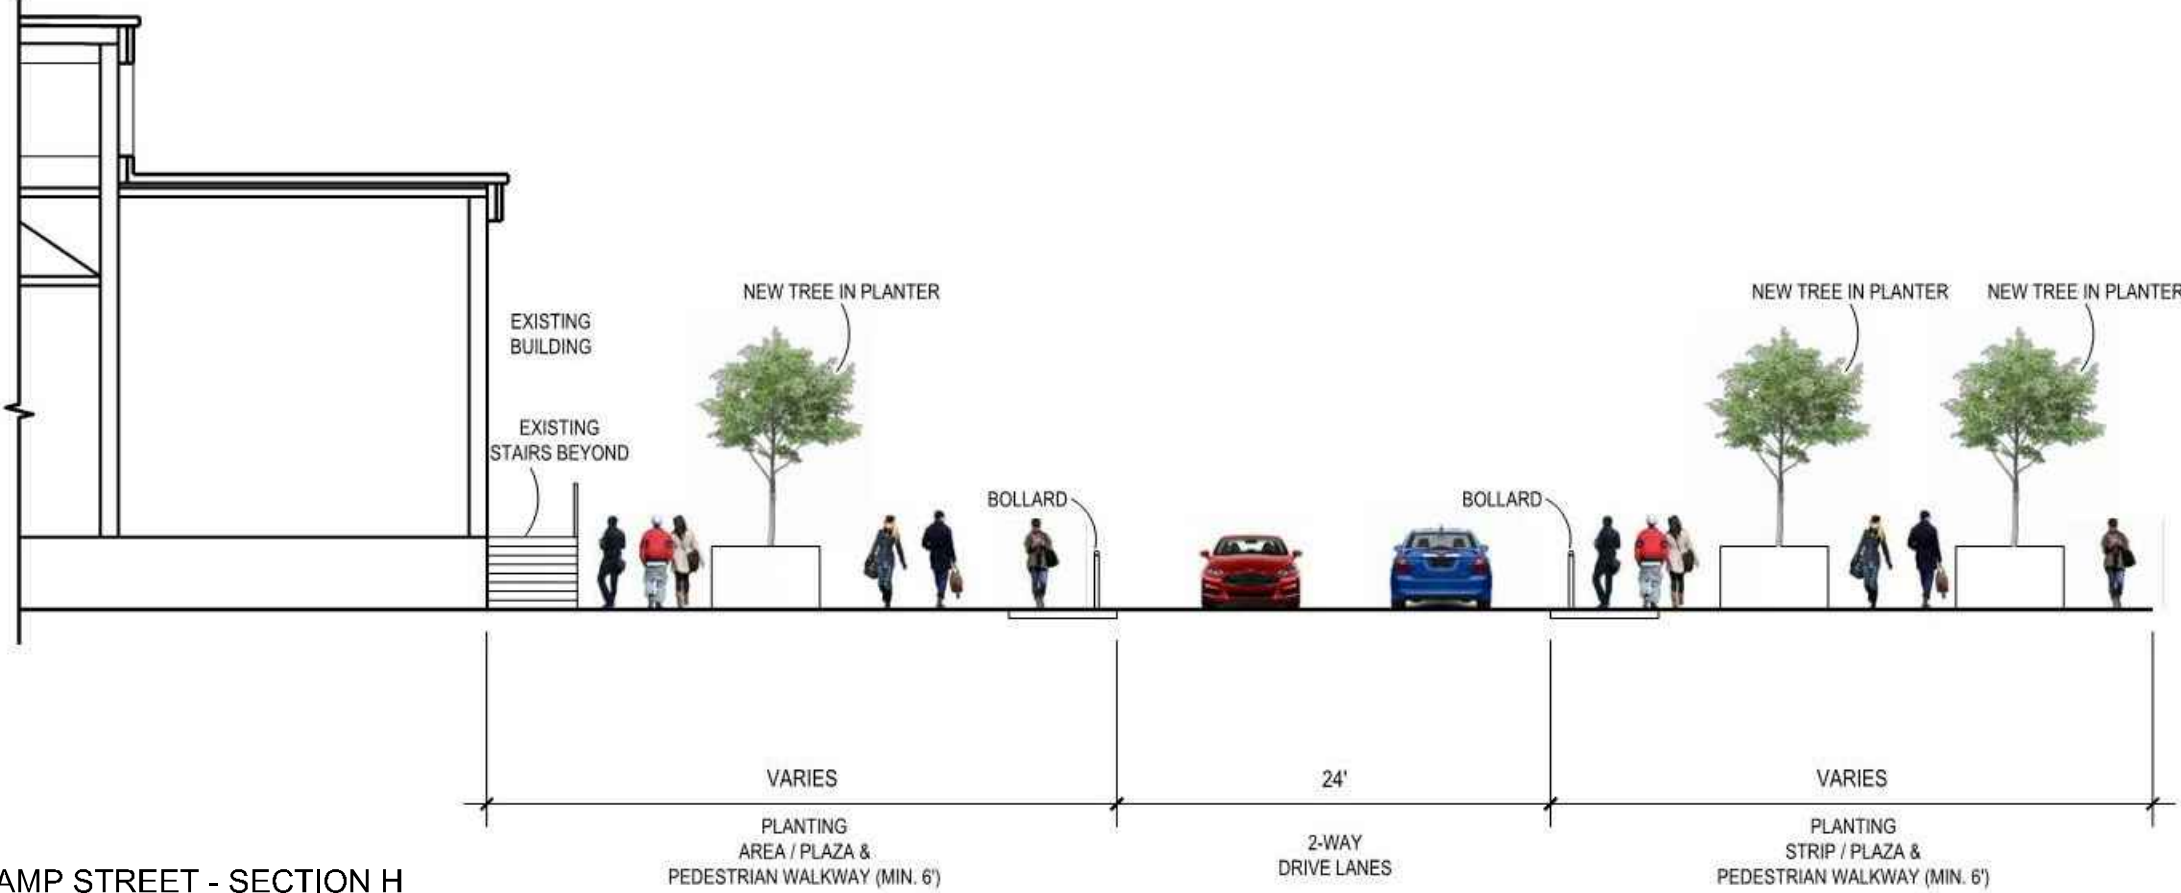 NEW TREE IN PLANTER
NEW TREE IN PLANTER
NEW TREE IN PLANTER
EXISTING
BUILDING
EXISTING
STAIRS BEYOND
BOLLARD
BOLLARD
VARIES
24'
VARIES
PLANTING
AREA / PLAZA &
PEDESTRIAN WALKWAY (MIN. 6')
2-WAY
DRIVE LANES
PLANTING
STRIP / PLAZA &
PEDESTRIAN WALKWAY (MIN. 6')
AMP STREET - SECTION H